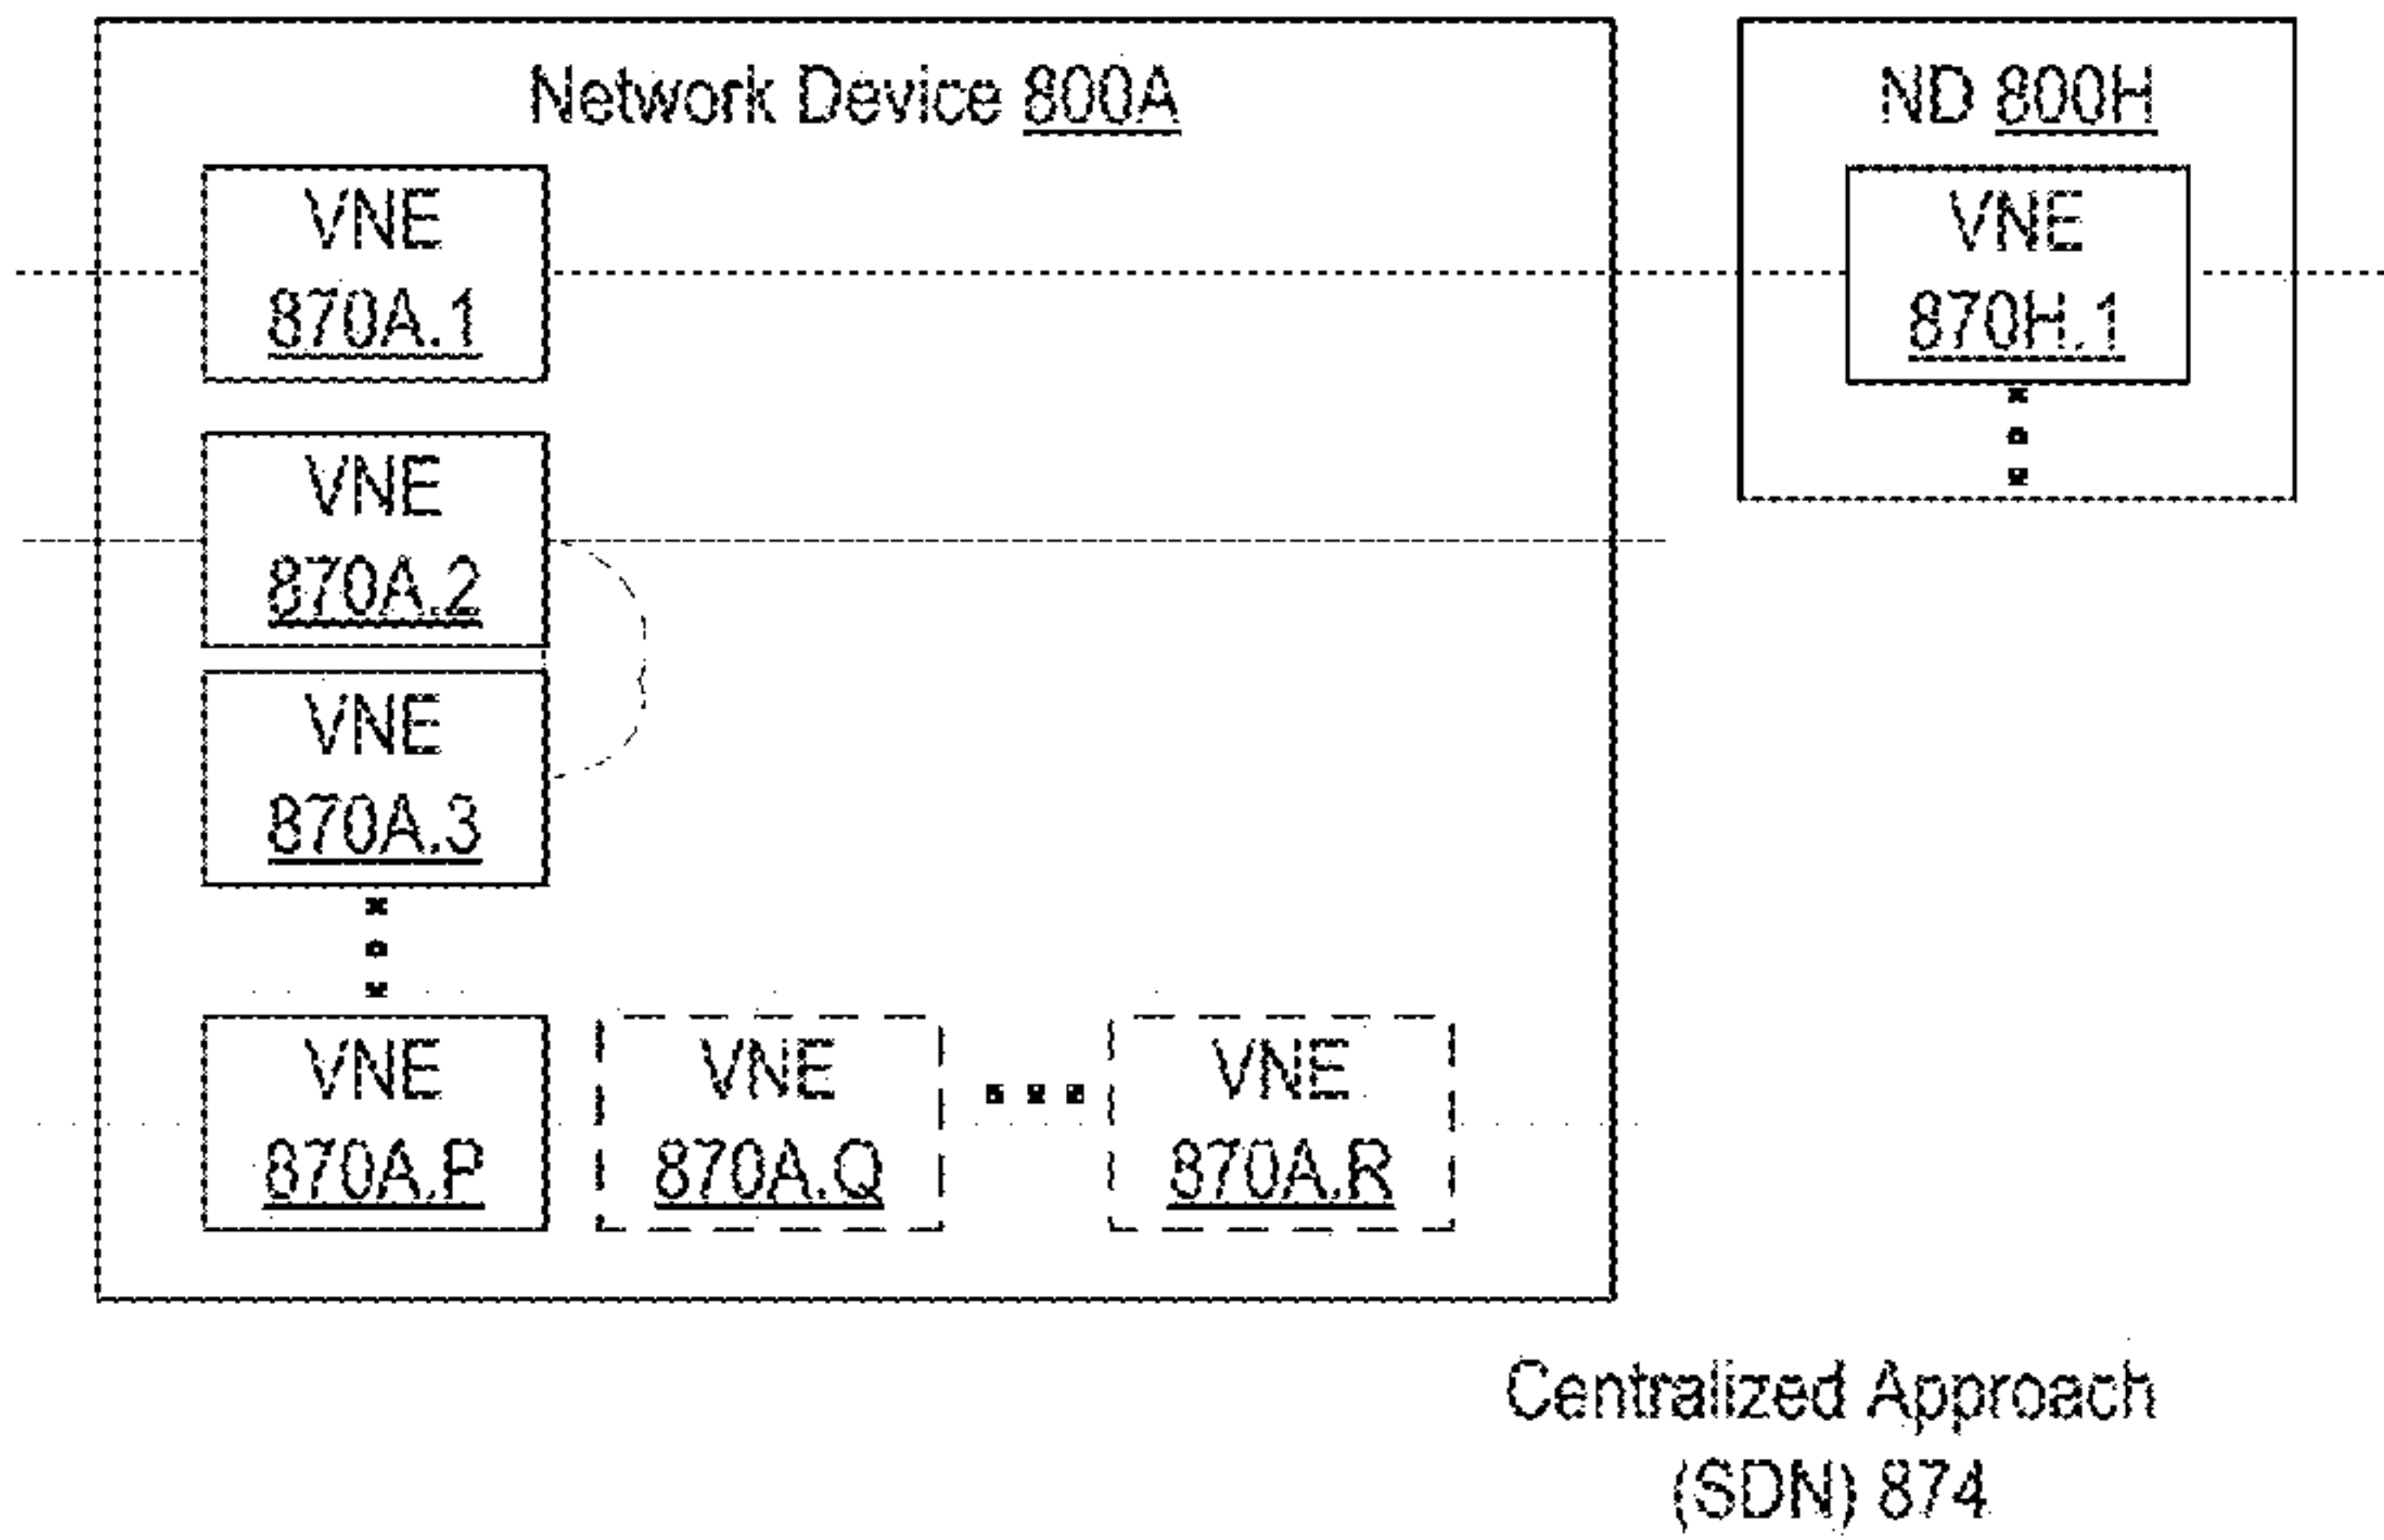 Network Device 800A
ND 800H
VNE
870A.1
VNE
870H.1
VNE
870A.2
VNE
870A.3
VNE
870A.P
VNE
870A.Q
VNE
870A.R
Centralized Approach
(SDN) 874